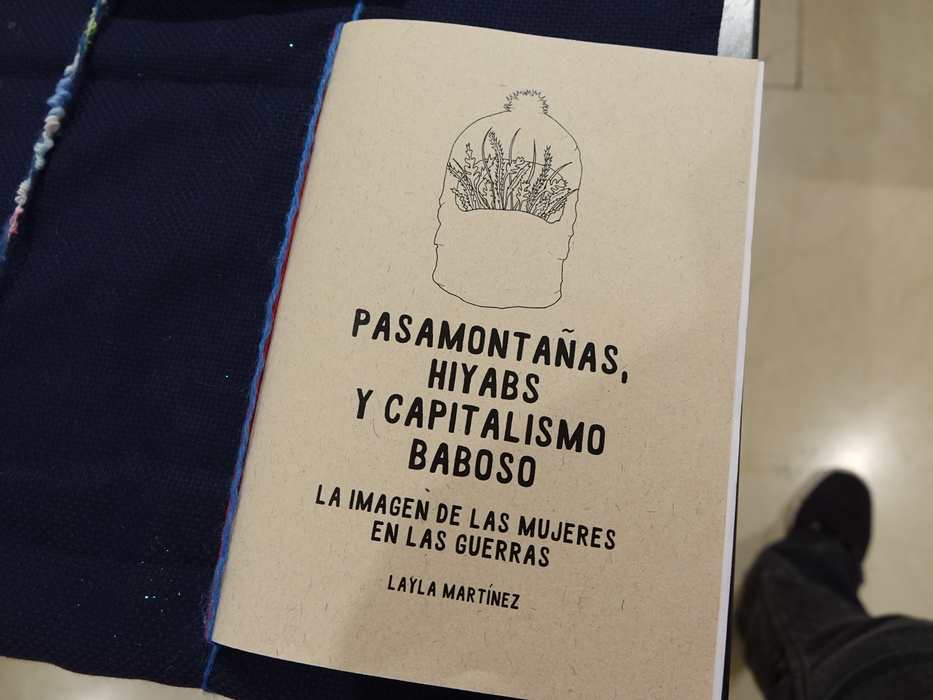 PASAMONTAÑAS,
HIYABS
Y CAPITALISMO
BABOSO
LA IMAGEN DE LAS MUJERES
EN LAS GUERRAS
LAYLA MARTÍNEZ